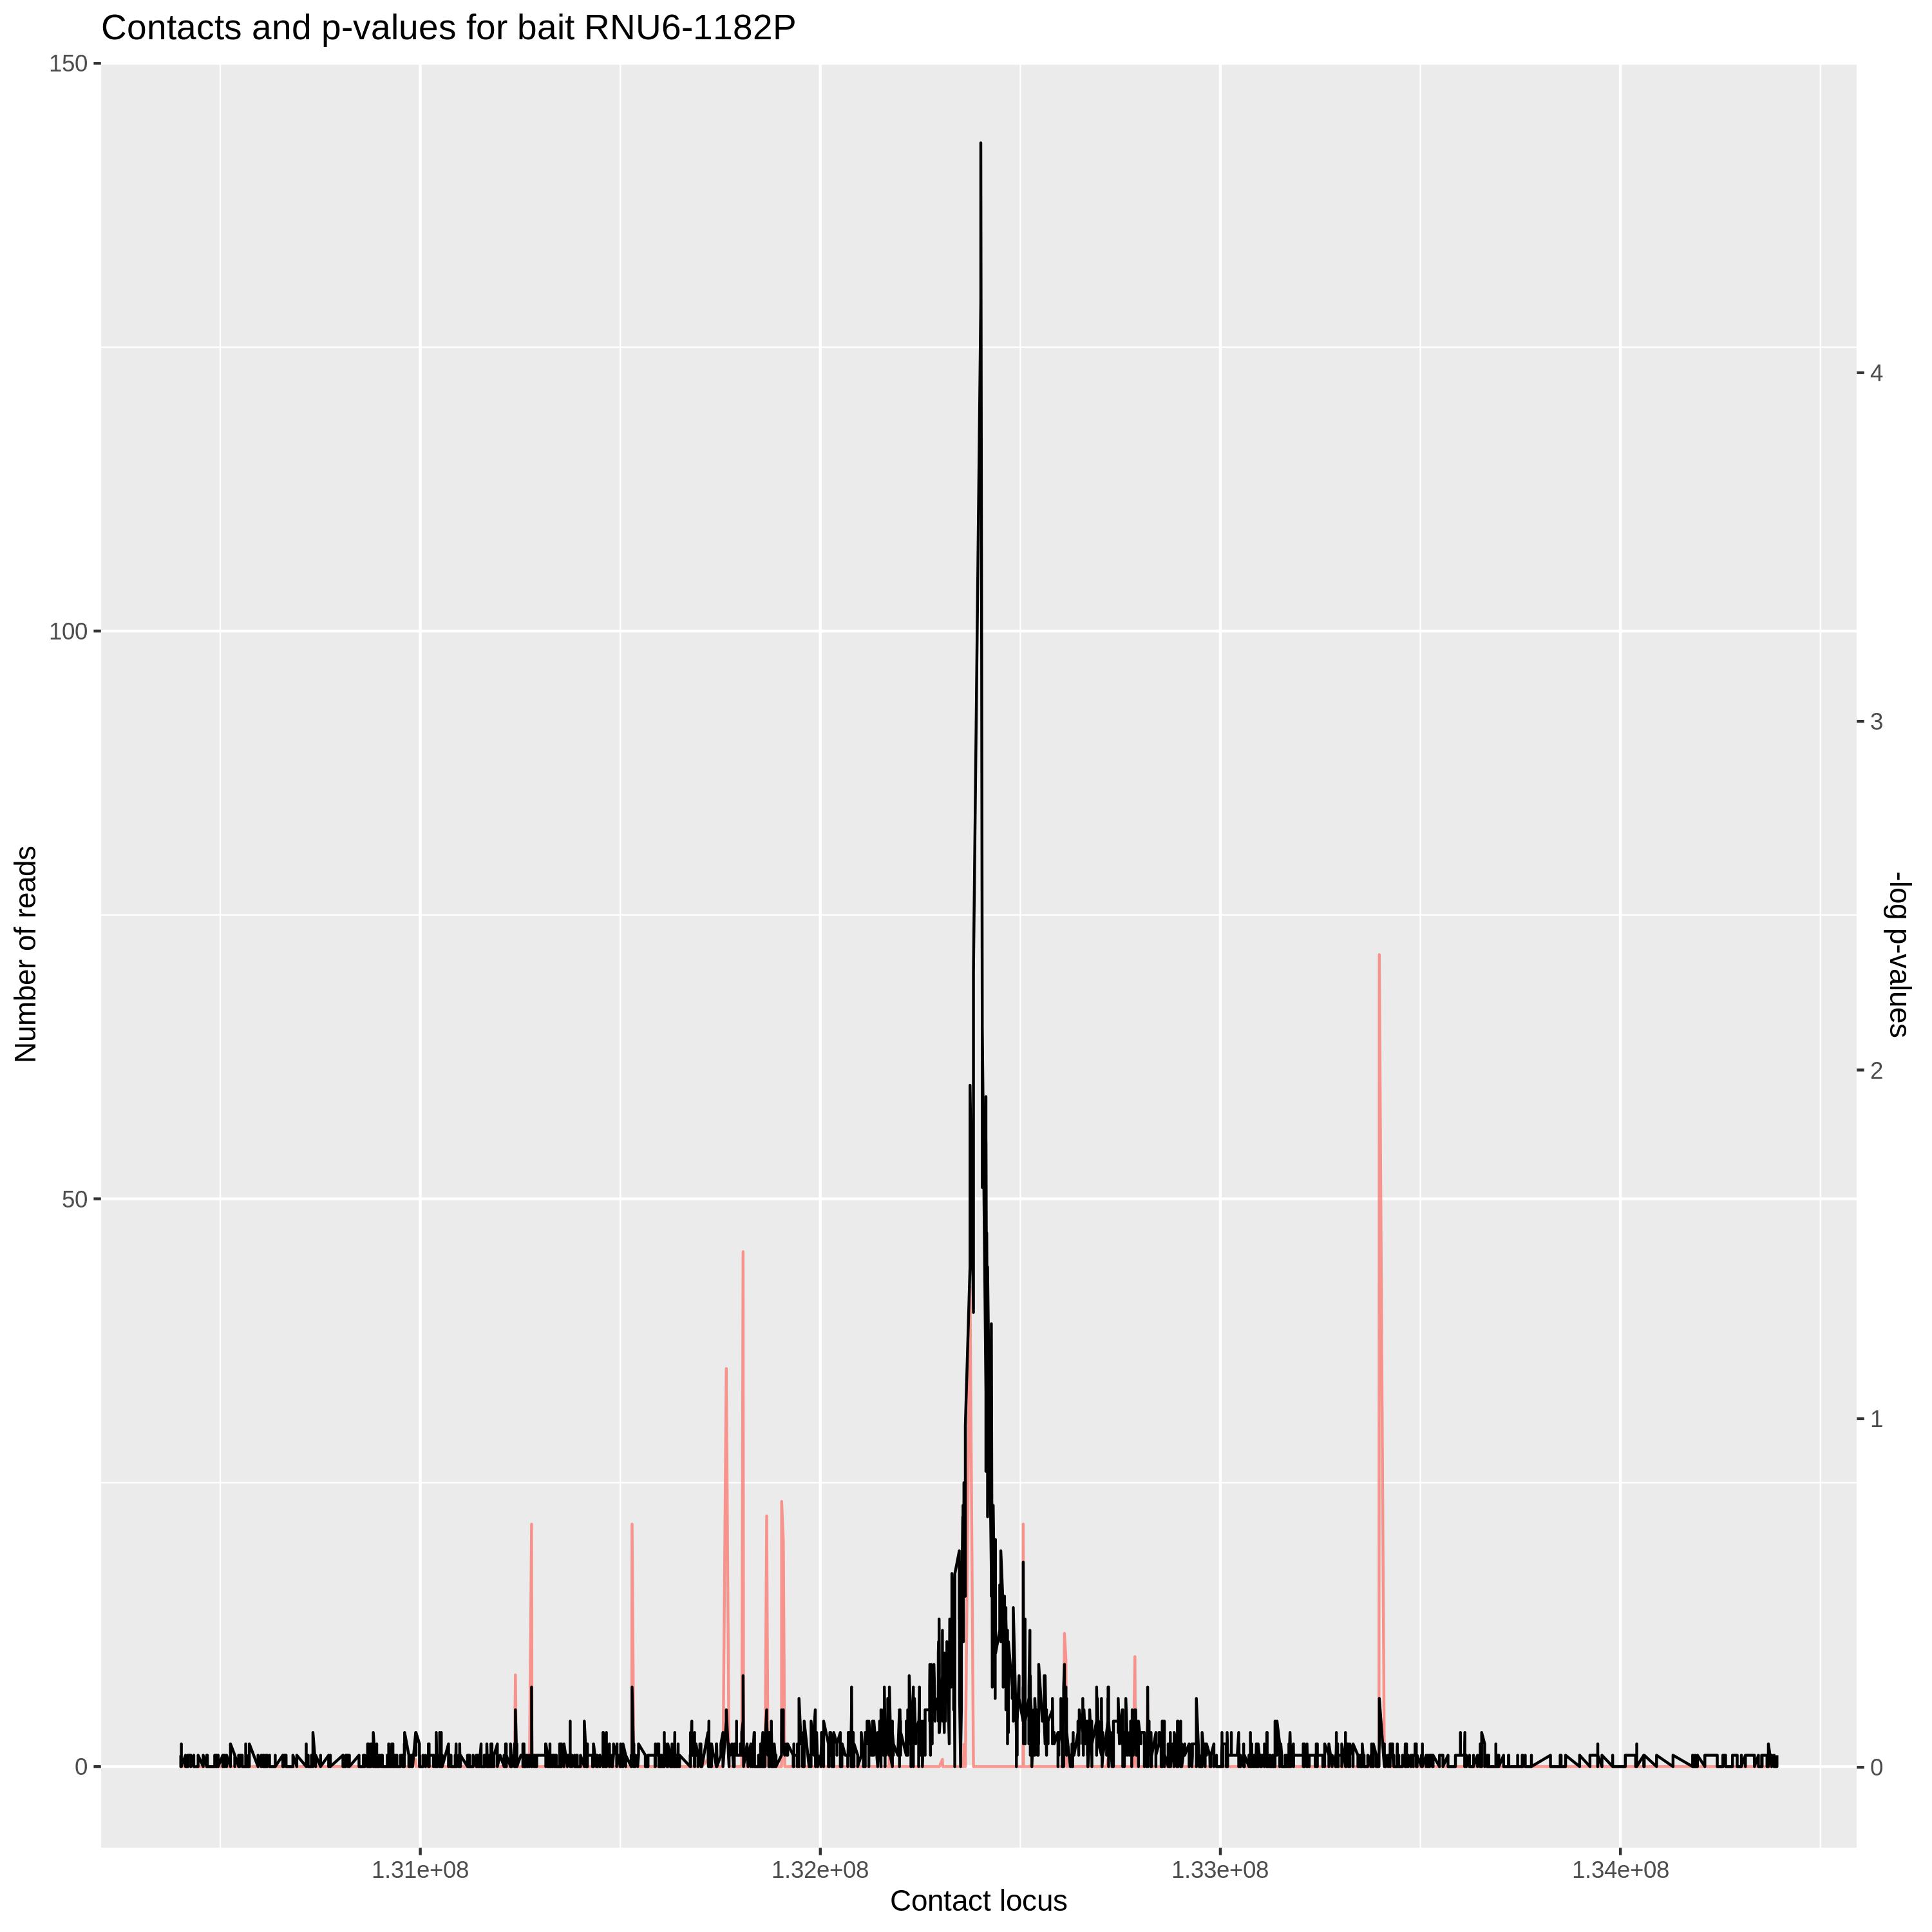 Contacts and p-values for bait RNU6-1182P
150
100
50
0
Number of reads
4
3
2
1
0
-log p-values
1.31e+08
1.32e+08
1.33e+08
1.34e+08
Contact locus